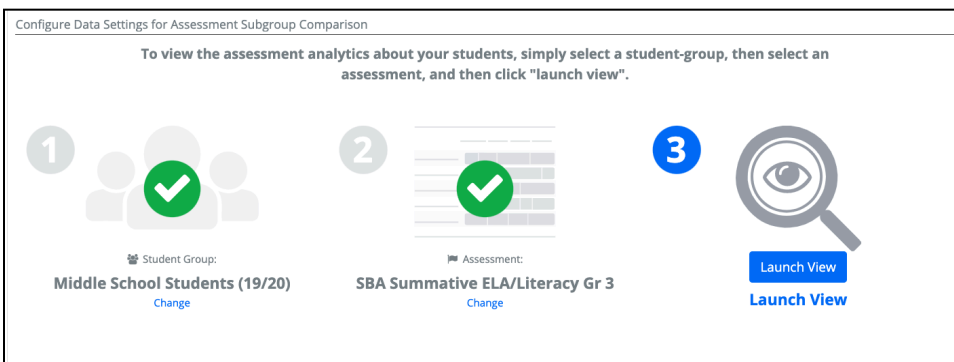 Configure Data Settings for Assessment Subgroup Comparison
To view the assessment analytics about your students, simply select a student-group, then select an
assessment, and then click "launch view".
1
2
3
Student Group:
Middle School Students (19/20)
Change
Assessment:
SBA Summative ELA/Literacy Gr 3
Change
Launch View
Launch View